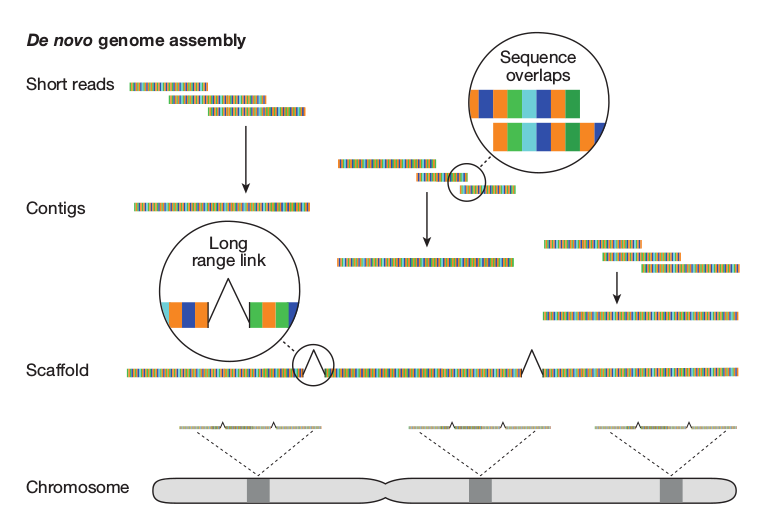 De novo genome assembly
Short reads
Sequence
overlaps
Contigs
Long
range link
Scaffold
Chromosome